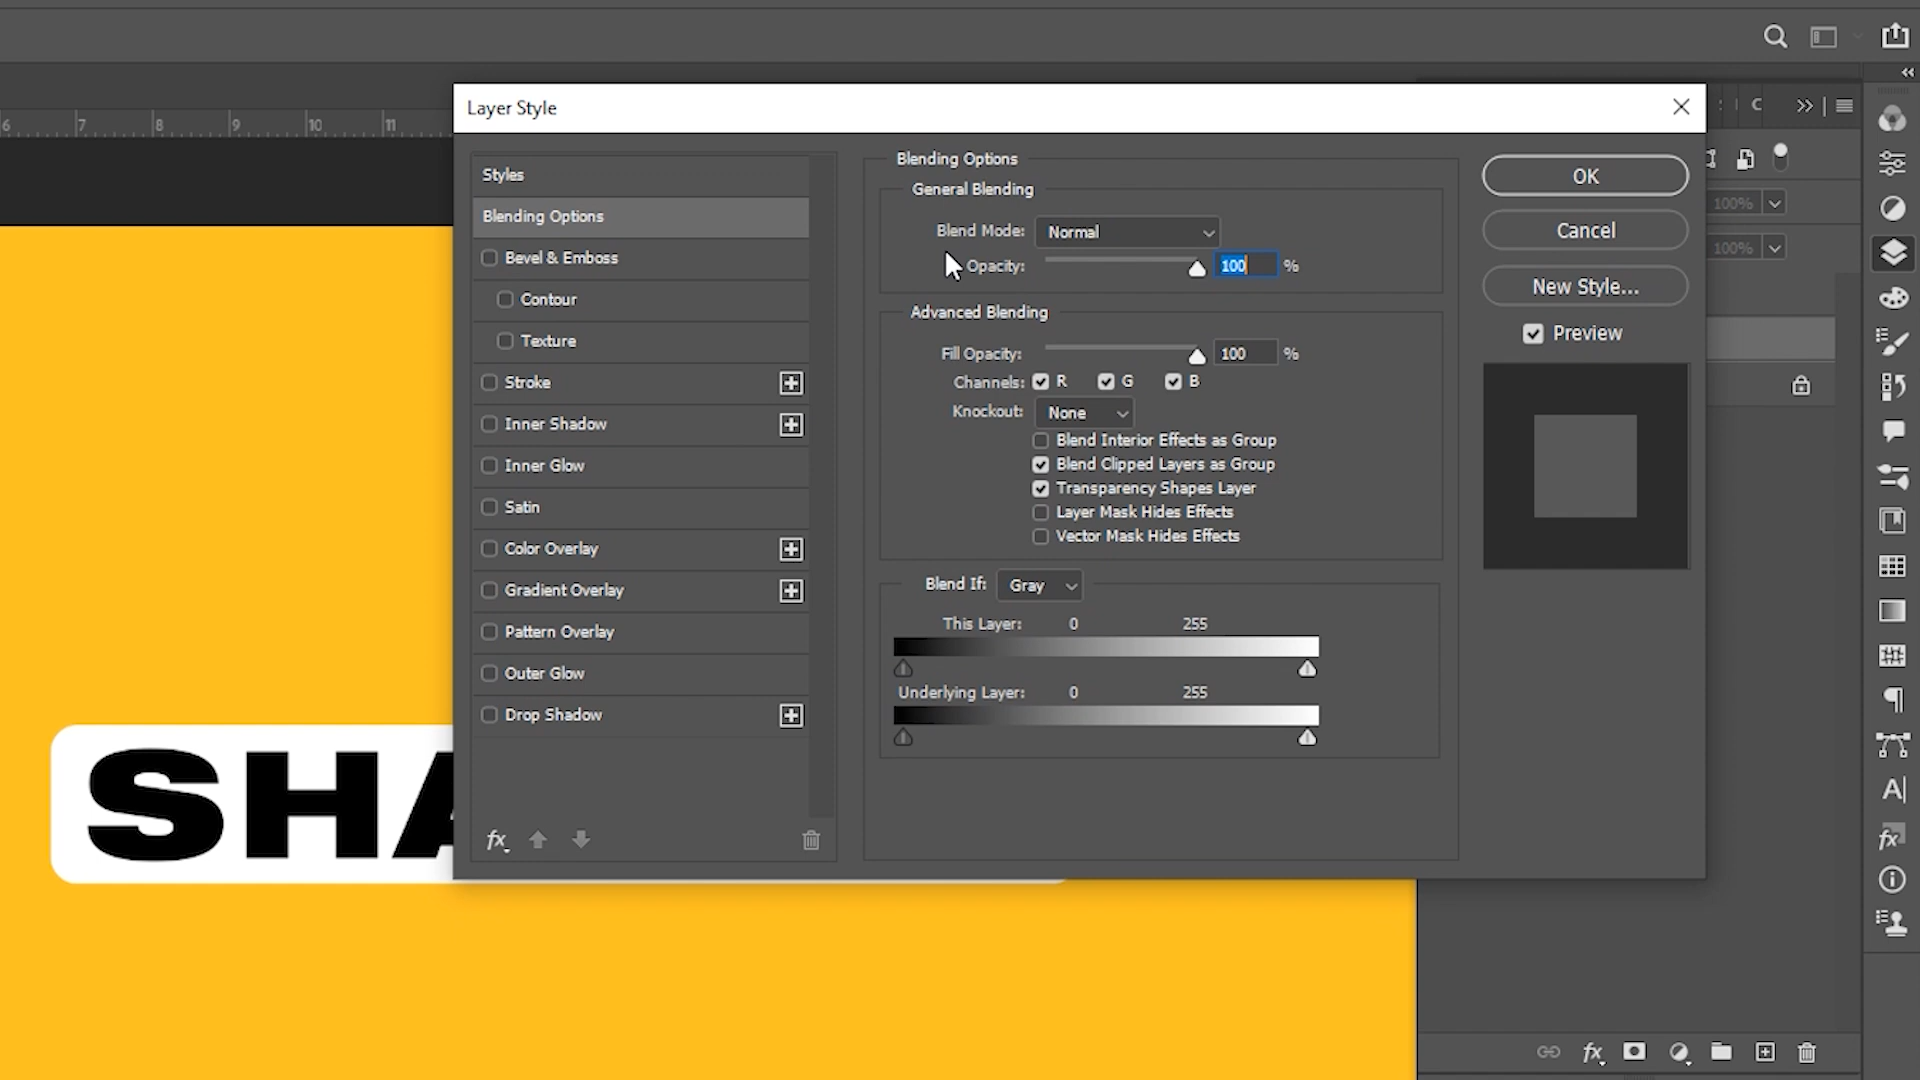 6 7 8 9 10 11
Layer Style
Styles
Blending Options
Bevel & Emboss
Contour
Texture
Stroke
Inner Shadow
Inner Glow
Satin
Color Overlay
Gradient Overlay
Pattern Overlay
Outer Glow
Drop Shadow
fx
Blending Options
General Blending
Blend Mode: Normal
Opacity: 100 %
Advanced Blending
Fill Opacity: 100 %
Channels: R G B
Knockout: None
Blend Interior Effects as Group
Blend Clipped Layers as Group
Transparency Shapes Layer
Layer Mask Hides Effects
Vector Mask Hides Effects
Blend If: Gray
This Layer: 0 255
Underlying Layer: 0 255
OK
Cancel
New Style...
Preview
C
100%
100%
SHA
fx